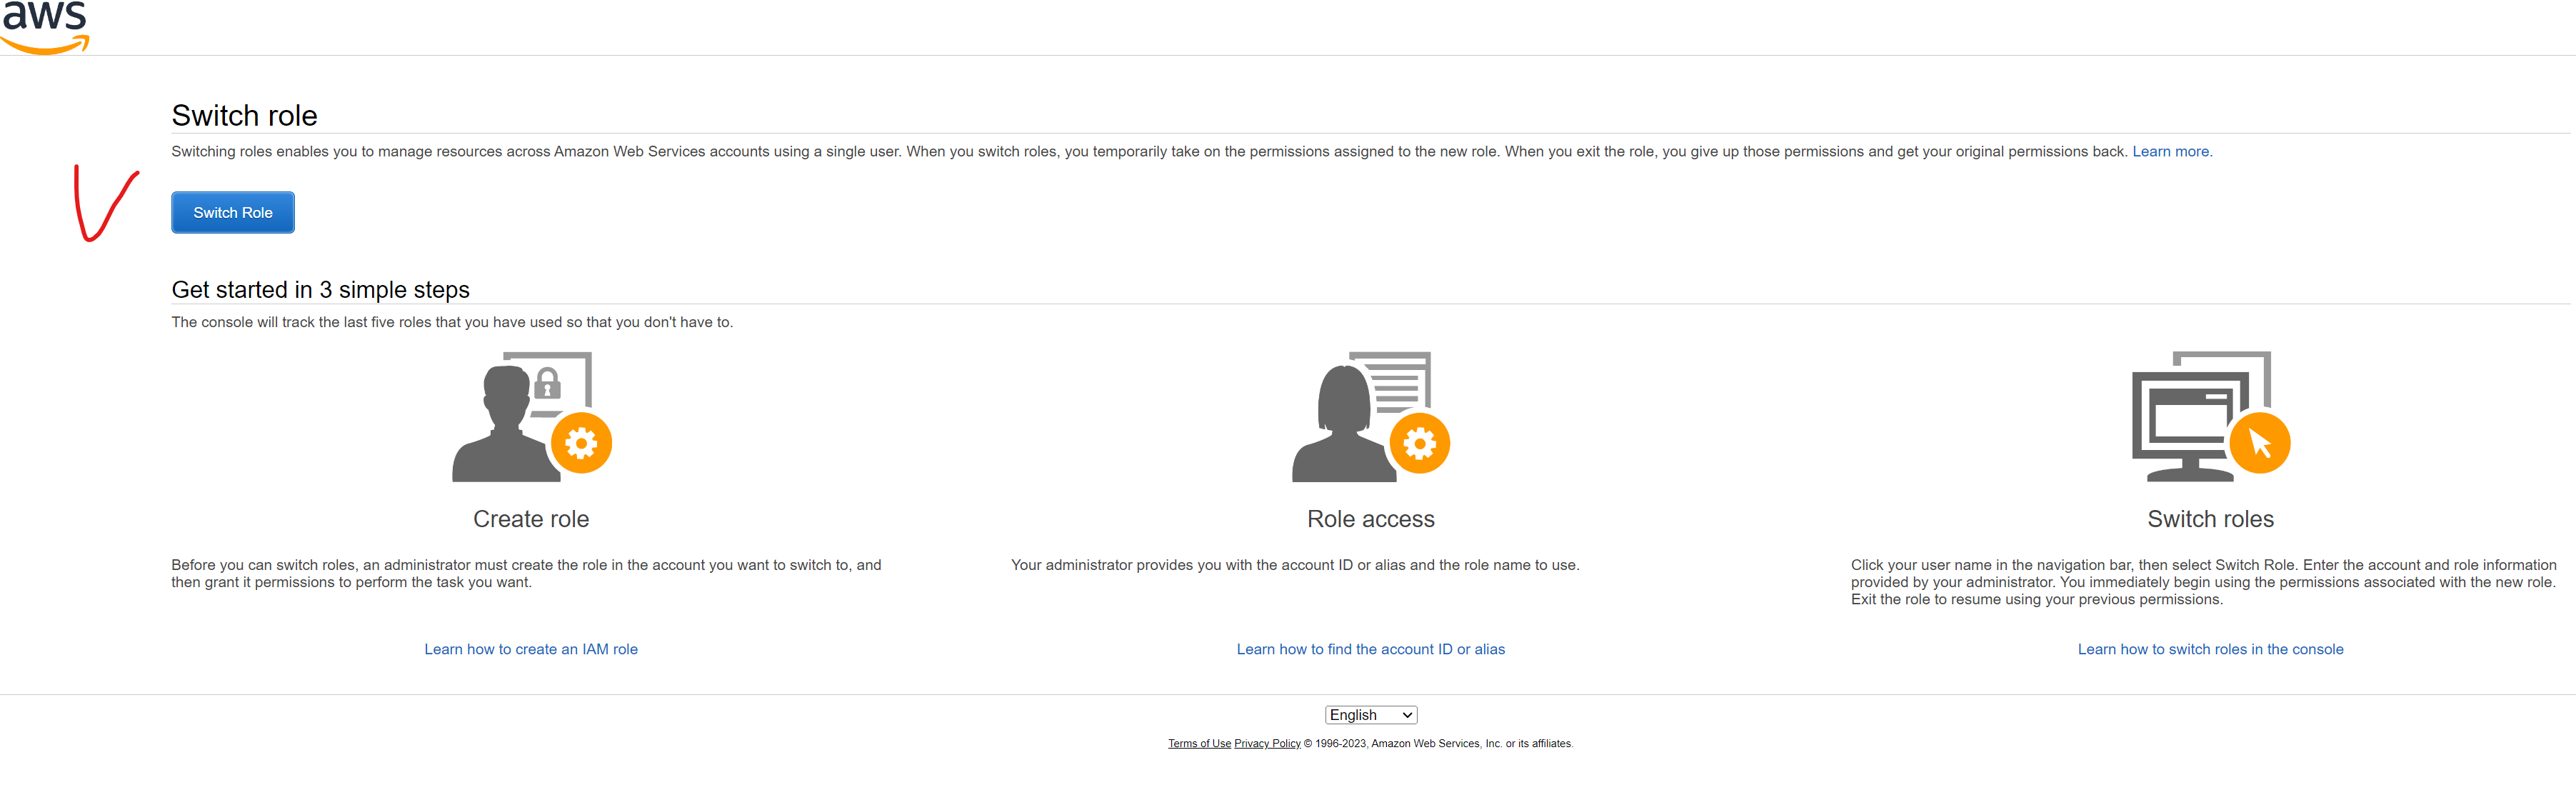 aws
Switch role
Switching roles enables you to manage resources across Amazon Web Services accounts using a single user. When you switch roles, you temporarily take on the permissions assigned to the new role. When you exit the role, you give up those permissions and get your original permissions back. Learn more.
Switch Role
Get started in 3 simple steps
The console will track the last five roles that you have used so that you don't have to.
Create role
Before you can switch roles, an administrator must create the role in the account you want to switch to, and
then grant it permissions to perform the task you want.
Learn how to create an IAM role
Role access
Your administrator provides you with the account ID or alias and the role name to use.
Learn how to find the account ID or alias
Switch roles
Click your user name in the navigation bar, then select Switch Role. Enter the account and role information
provided by your administrator. You immediately begin using the permissions associated with the new role.
Exit the role to resume using your previous permissions.
Learn how to switch roles in the console
English
Terms of Use Privacy Policy © 1996-2023, Amazon Web Services, Inc. or its affiliates.